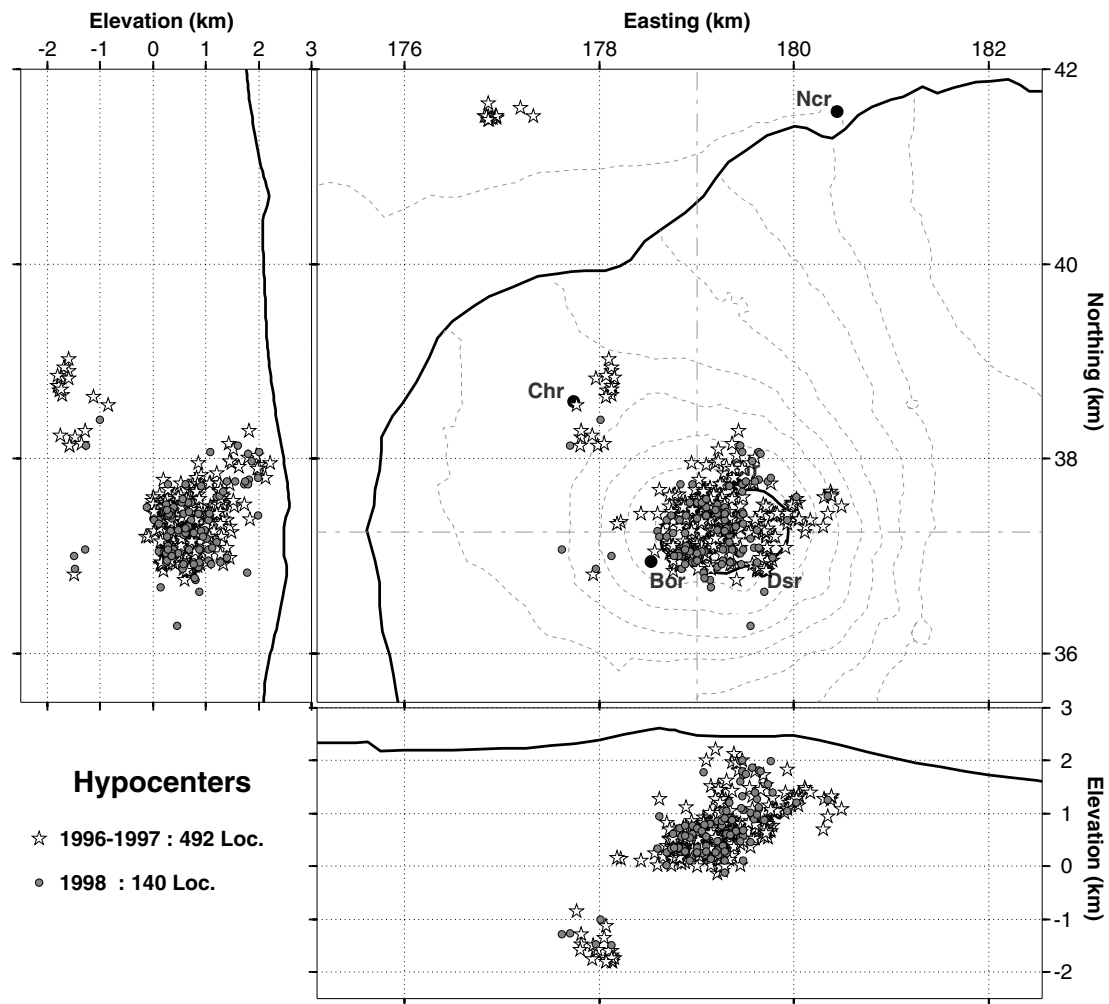 Elevation (km)
Easting (km)
-2 -1 0 1 2 3
176 178 180 182
42
Ncr
40
Northing (km)
Chr
38
Bor
Dsr
36
3
2
1
0
-1
-2
Elevation (km)
Hypocenters
1996-1997 : 492 Loc.
1998 : 140 Loc.